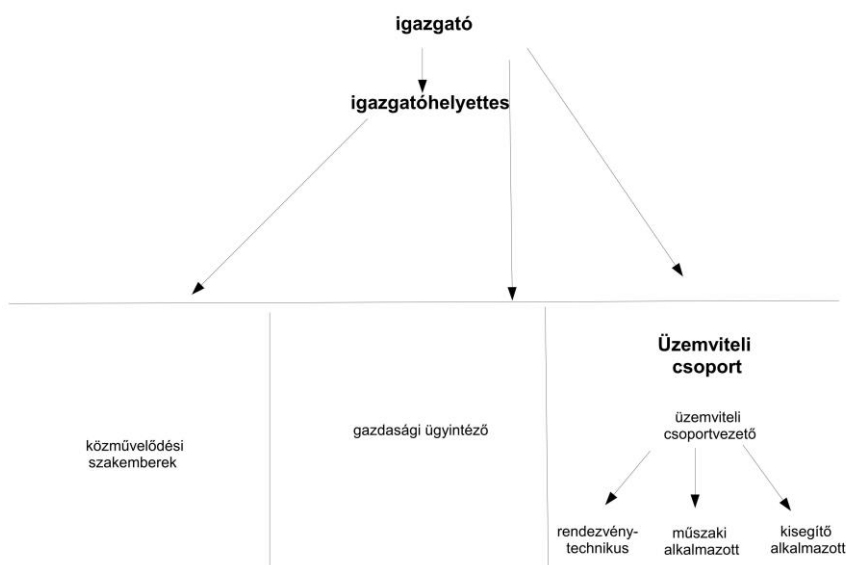 igazgató
igazgatóhelyettes
közművelődési
szakemberek
gazdasági ügyintéző
Üzemviteli
csoport
üzemviteli
csoportvezető
rendezvény-
technikus
műszaki
alkalmazott
kisegítő
alkalmazott